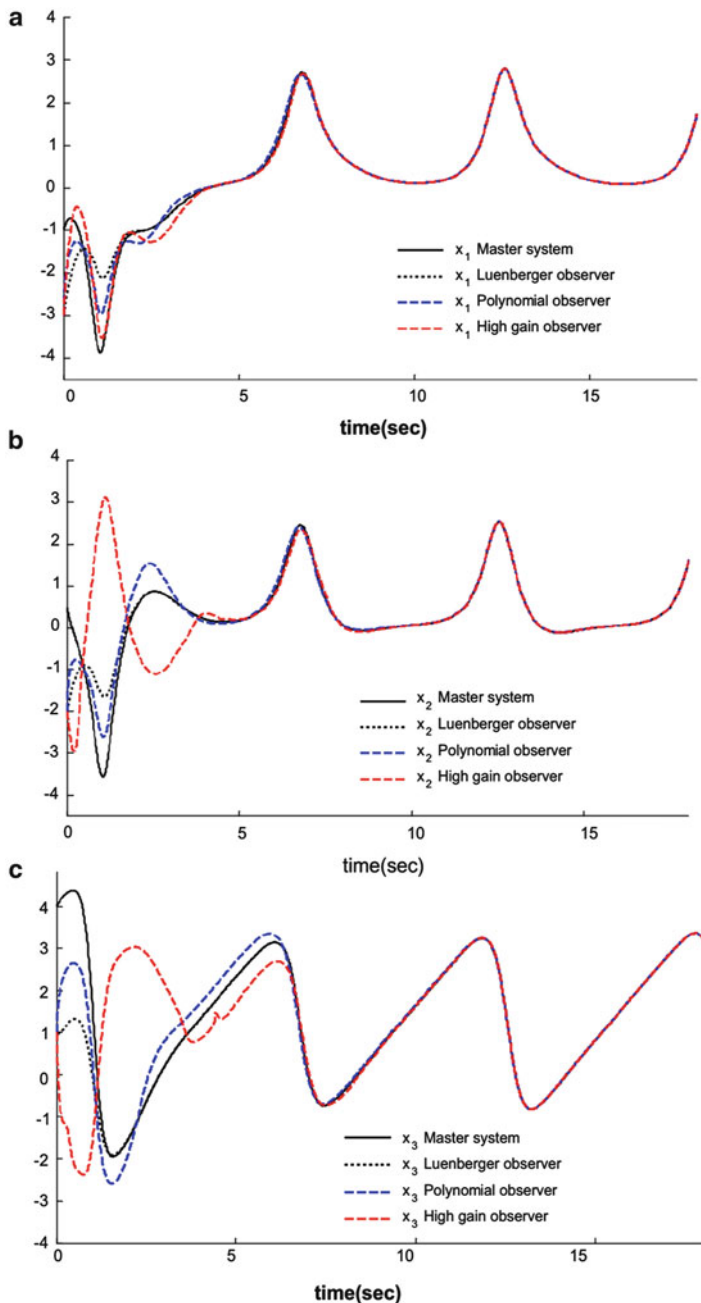 a
4
3
2
1
0
-1
-2
-3
-4
x1 Master system
x1 Luenberger observer
x1 Polynomial observer
x1 High gain observer
0
5
10
15
time(sec)
b
4
3
2
1
0
-1
-2
-3
-4
x2 Master system
x2 Luenberger observer
x2 Polynomial observer
x2 High gain observer
0
5
10
15
time(sec)
c
4
3
2
1
0
-1
-2
-3
-4
x3 Master system
x3 Luenberger observer
x3 Polynomial observer
x3 High gain observer
0
5
10
15
time(sec)